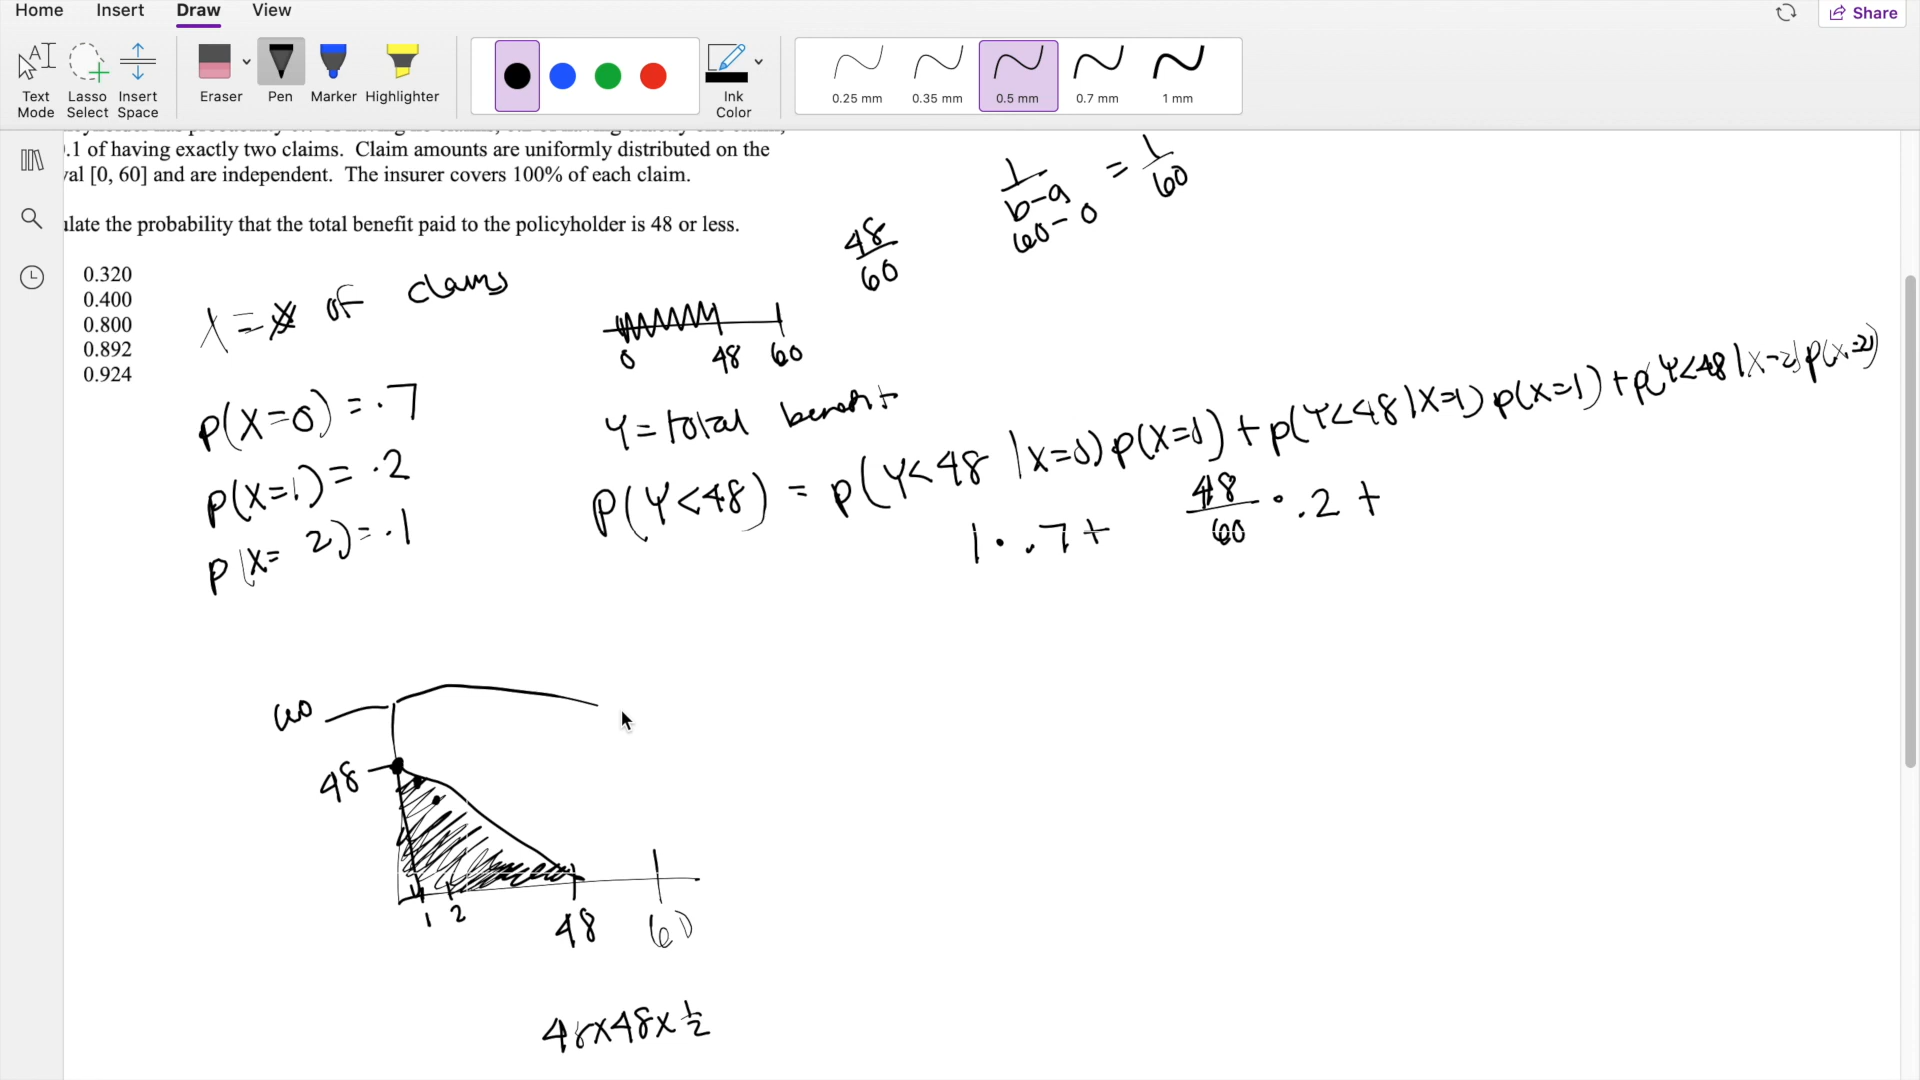 Home Insert Draw View
Share
Text Mode
Lasso Select
Insert Space
Eraser
Pen
Marker
Highlighter
Ink Color
0.25 mm
0.35 mm
0.5 mm
0.7 mm
1 mm
.1 of having exactly two claims. Claim amounts are uniformly distributed on the
val [0, 60] and are independent. The insurer covers 100% of each claim.
ulate the probability that the total benefit paid to the policyholder is 48 or less.
0.320
0.400
0.800
0.892
0.924
1/b-a = 1/60
60-0
48/60
X = # of claims
0 48 60
P(X=0) = .7
P(X=1) = .2
P(X= 2) = .1
Y = total benefit
P(Y<48) = P(Y<48 |X=0)P(X=0) + P(Y<48|X=1)P(X=1) + P(Y<48|X=2)P(X=2)
1 · .7 + 48/60 · .2 +
60
48
1 2 48 60
48x48x 1/2